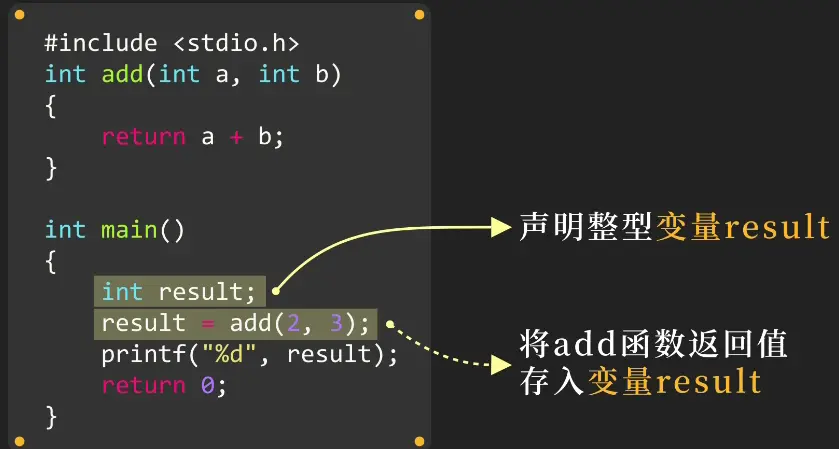 #include <stdio.h>
int add(int a, int b)
{
    return a + b;
}
int main()
{
    int result;
    result = add(2, 3);
    printf("%d", result);
    return 0;
}
声明整型变量result
将add函数返回值
存入变量result